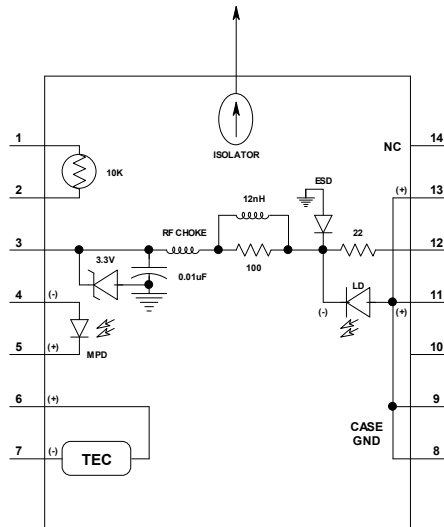 ISOLATOR
1
10K
2
3
3.3V
RF CHOKE
0.01uF
12nH
100
ESD
22
LD
(-)
(+)
(+)
4
(-)
5
(+)
MPD
6
(+)
7
(-)
TEC
NC
14
13
12
11
10
9
8
CASE
GND